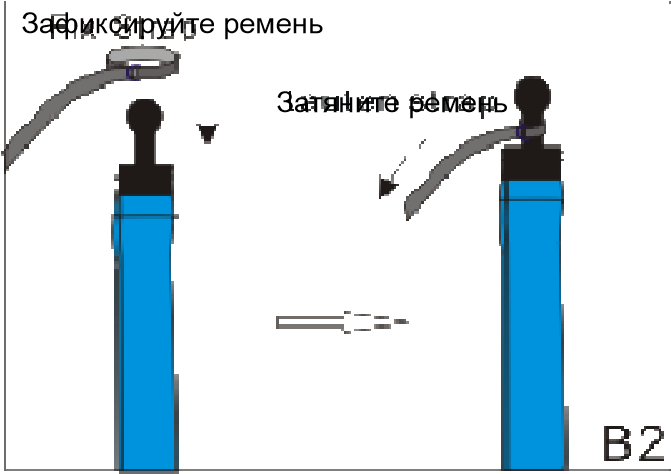 Зафиксируйте ремень
Затяните ремень
B2